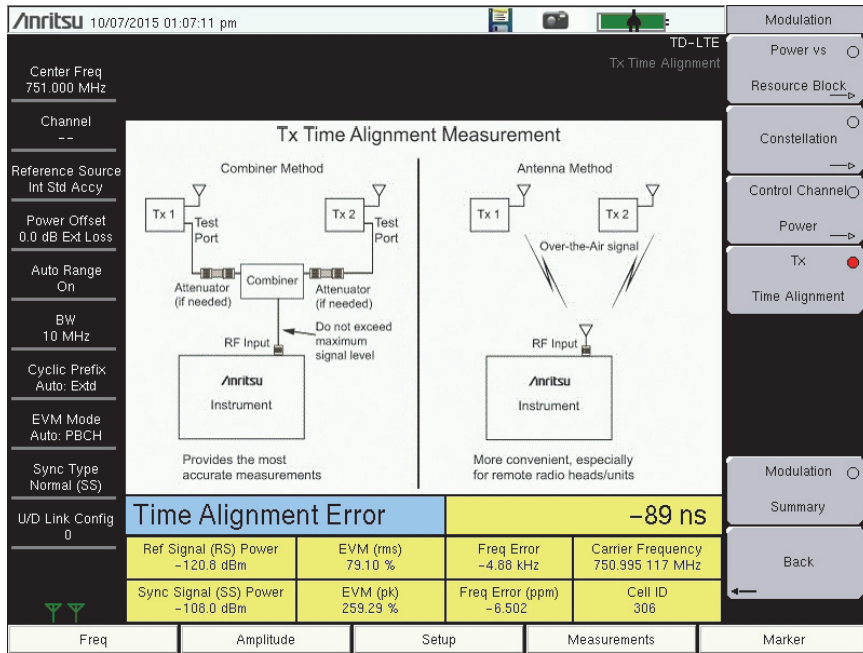 Anritsu 10/07/2015 01:07:11 pm
Modulation
TD-LTE
Tx Time Alignment
Center Freq
751.000 MHz
Channel
--
Reference Source
Int Std Accy
Power Offset
0.0 dB Ext Loss
Auto Range
On
BW
10 MHz
Cyclic Prefix
Auto: Extd
EVM Mode
Auto: PBCH
Sync Type
Normal (SS)
U/D Link Config
0
Tx Time Alignment Measurement
Combiner Method
Tx 1
Test
Port
Tx 2
Test
Port
Attenuator
(if needed)
Combiner
Attenuator
(if needed)
RF Input
Do not exceed
maximum
signal level
Anritsu
Instrument
Provides the most
accurate measurements
Antenna Method
Tx 1
Tx 2
Over-the-Air signal
RF Input
Anritsu
Instrument
More convenient, especially
for remote radio heads/units
Time Alignment Error
-89 ns
Ref Signal (RS) Power
-120.8 dBm
EVM (rms)
79.10 %
Freq Error
-4.88 kHz
Carrier Frequency
750.995 117 MHz
Sync Signal (SS) Power
-108.0 dBm
EVM (pk)
259.29 %
Freq Error (ppm)
-6.502
Cell ID
306
Power vs
Resource Block
Constellation
Control Channel
Power
Tx
Time Alignment
Modulation
Summary
Back
Freq
Amplitude
Setup
Measurements
Marker